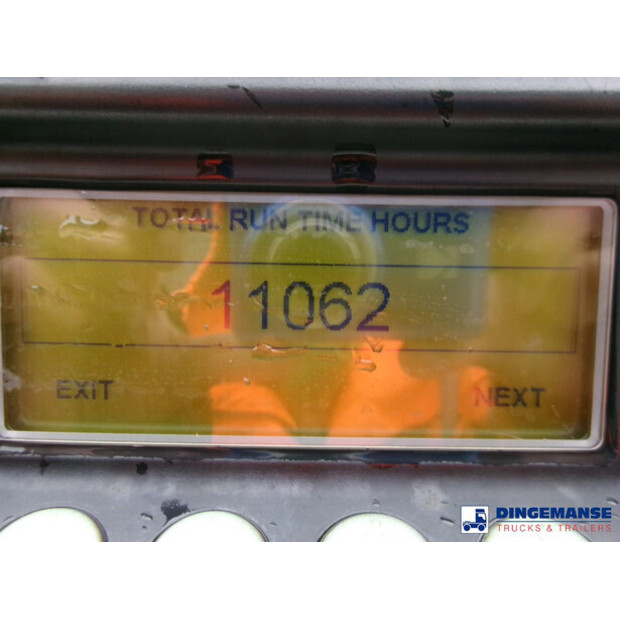 TOTAL RUN TIME HOURS
11062
EXIT NEXT
DINGEMANSE
TRUCKS & TRAILERS